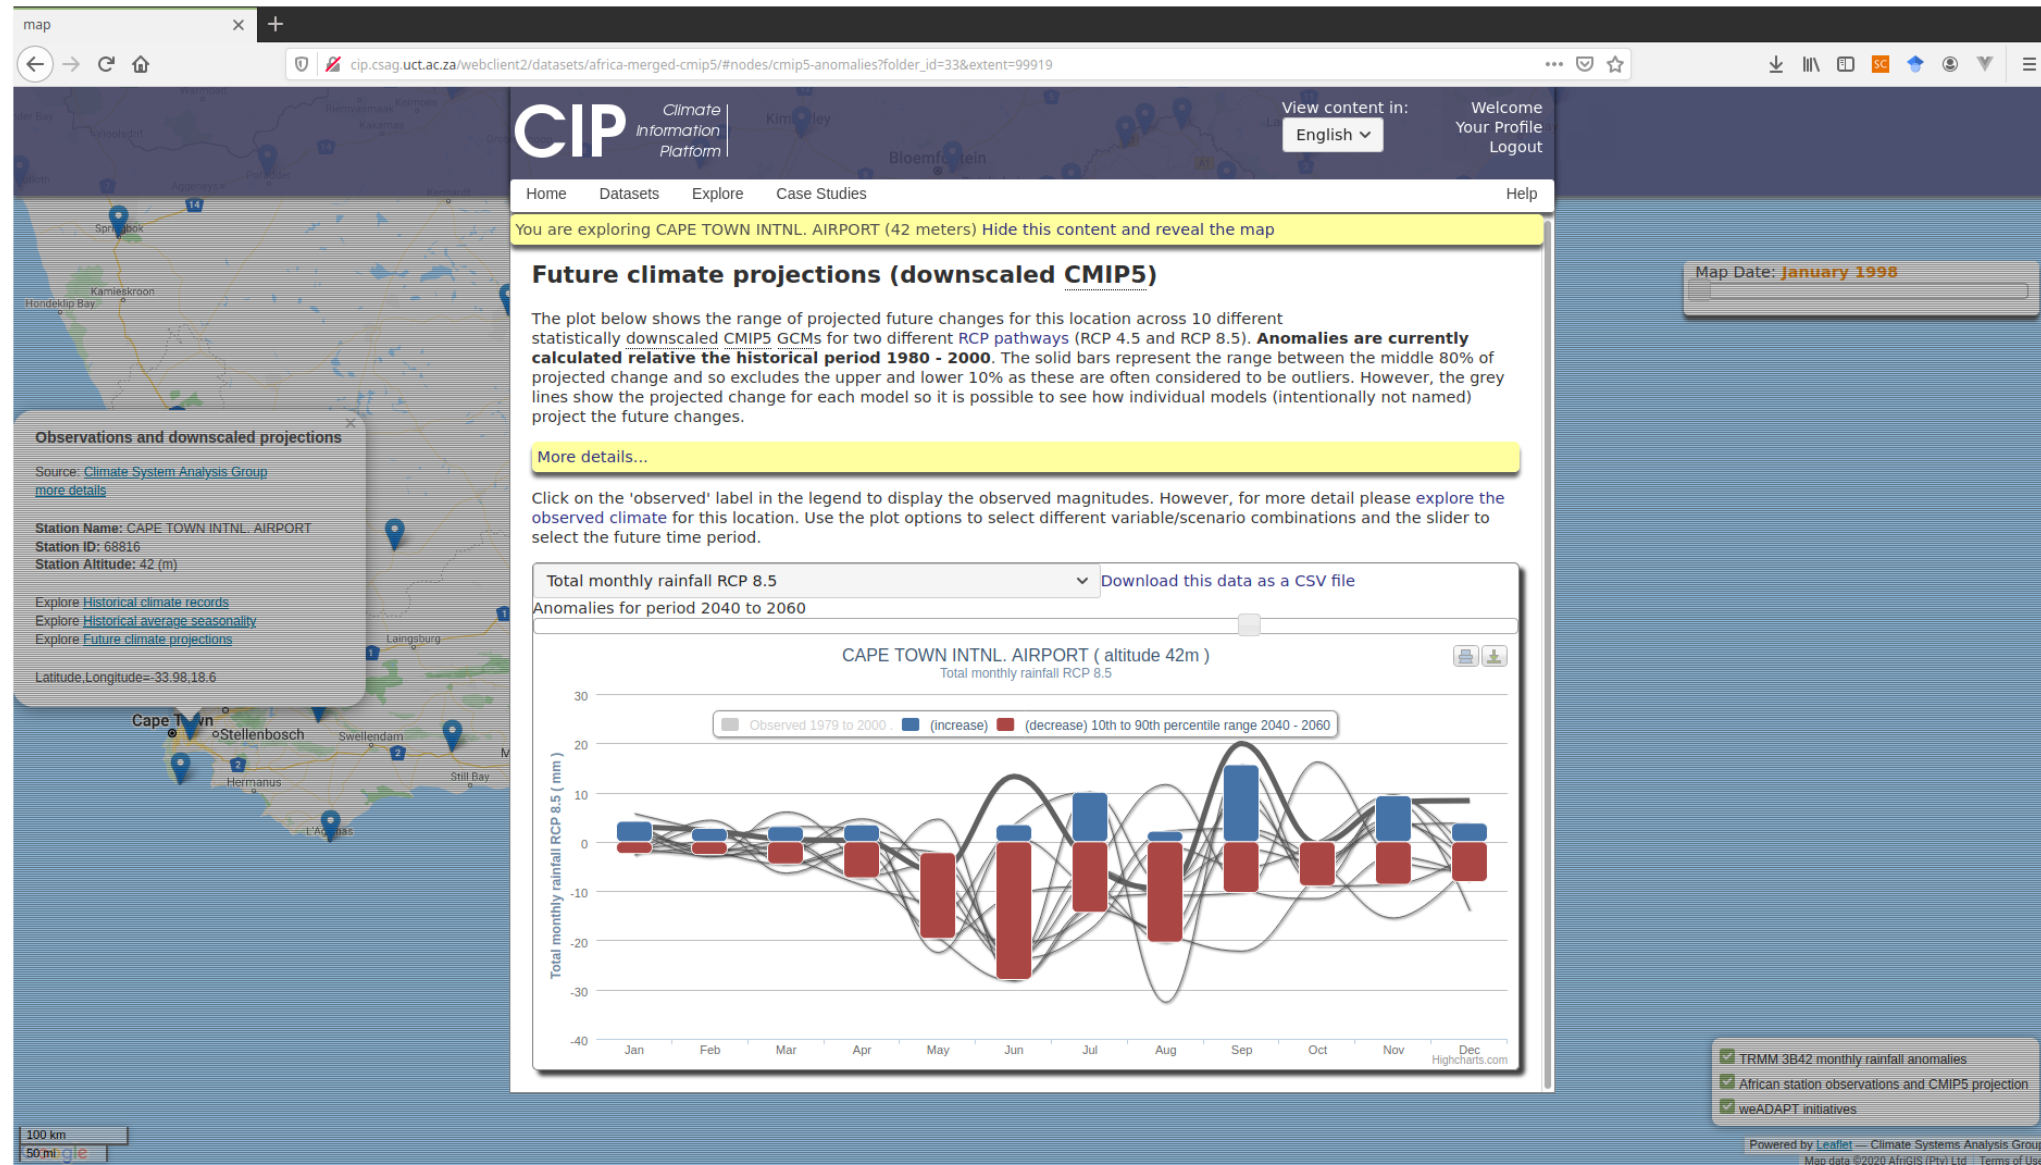 map
cip.csag.uct.ac.za/webclient2/datasets/africa-merged-cmip5/#nodes/cmip5-anomalies?folder_id=33&extent=99919
SC
CIP
Climate
Information
Platform
View content in:
English
Welcome
Your Profile
Logout
Home
Datasets
Explore
Case Studies
Help
You are exploring CAPE TOWN INTNL. AIRPORT (42 meters) Hide this content and reveal the map
Future climate projections (downscaled CMIP5)
The plot below shows the range of projected future changes for this location across 10 different
statistically downscaled CMIP5 GCMs for two different RCP pathways (RCP 4.5 and RCP 8.5). Anomalies are currently
calculated relative the historical period 1980 - 2000. The solid bars represent the range between the middle 80% of
projected change and so excludes the upper and lower 10% as these are often considered to be outliers. However, the grey
lines show the projected change for each model so it is possible to see how individual models (intentionally not named)
project the future changes.
More details...
Click on the 'observed' label in the legend to display the observed magnitudes. However, for more detail please explore the
observed climate for this location. Use the plot options to select different variable/scenario combinations and the slider to
select the future time period.
Total monthly rainfall RCP 8.5
Download this data as a CSV file
Anomalies for period 2040 to 2060
CAPE TOWN INTNL. AIRPORT ( altitude 42m )
Total monthly rainfall RCP 8.5
Observed 1979 to 2000 .
(increase)
(decrease) 10th to 90th percentile range 2040 - 2060
Total monthly rainfall RCP 8.5 ( mm )
30
20
10
0
-10
-20
-30
-40
Jan
Feb
Mar
Apr
May
Jun
Jul
Aug
Sep
Oct
Nov
Dec
Highcharts.com
Kamieskroon
Hondeklip Bay
14
Observations and downscaled projections
Source: Climate System Analysis Group
more details
Station Name: CAPE TOWN INTNL. AIRPORT
Station ID: 68816
Station Altitude: 42 (m)
Explore Historical climate records
Explore Historical average seasonality
Explore Future climate projections
Latitude,Longitude=-33.98,18.6
Laingsburg
1
1
Stellenbosch
Swellendam
2
2
Hermanus
Still Bay
100 km
50 mi
Map Date: January 1998
TRMM 3B42 monthly rainfall anomalies
African station observations and CMIP5 projection
weADAPT initiatives
Powered by Leaflet — Climate Systems Analysis Group
Map data ©2020 AfriGIS (Pty) Ltd
Terms of Use